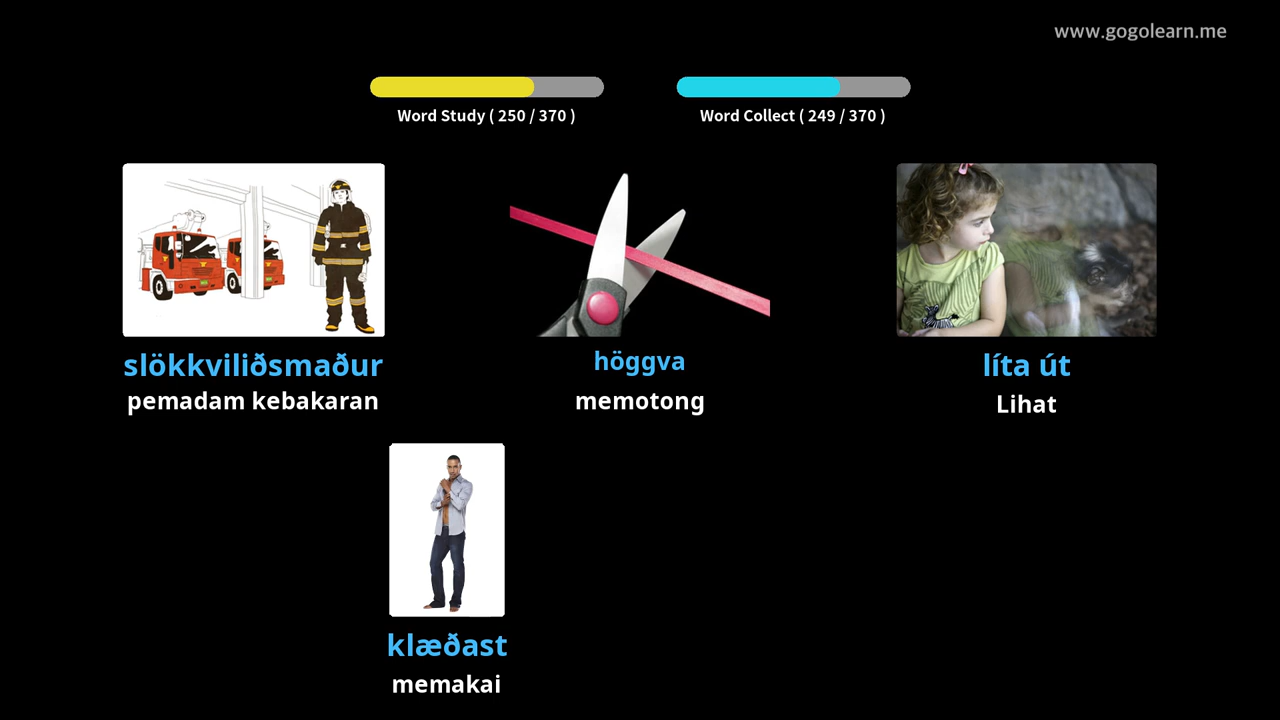 www.gogolearn.me
Word Study ( 250 / 370 )
Word Collect ( 249 / 370 )
slökkviliðsmaður
pemadam kebakaran
höggva
memotong
líta út
Lihat
klæðast
memakai